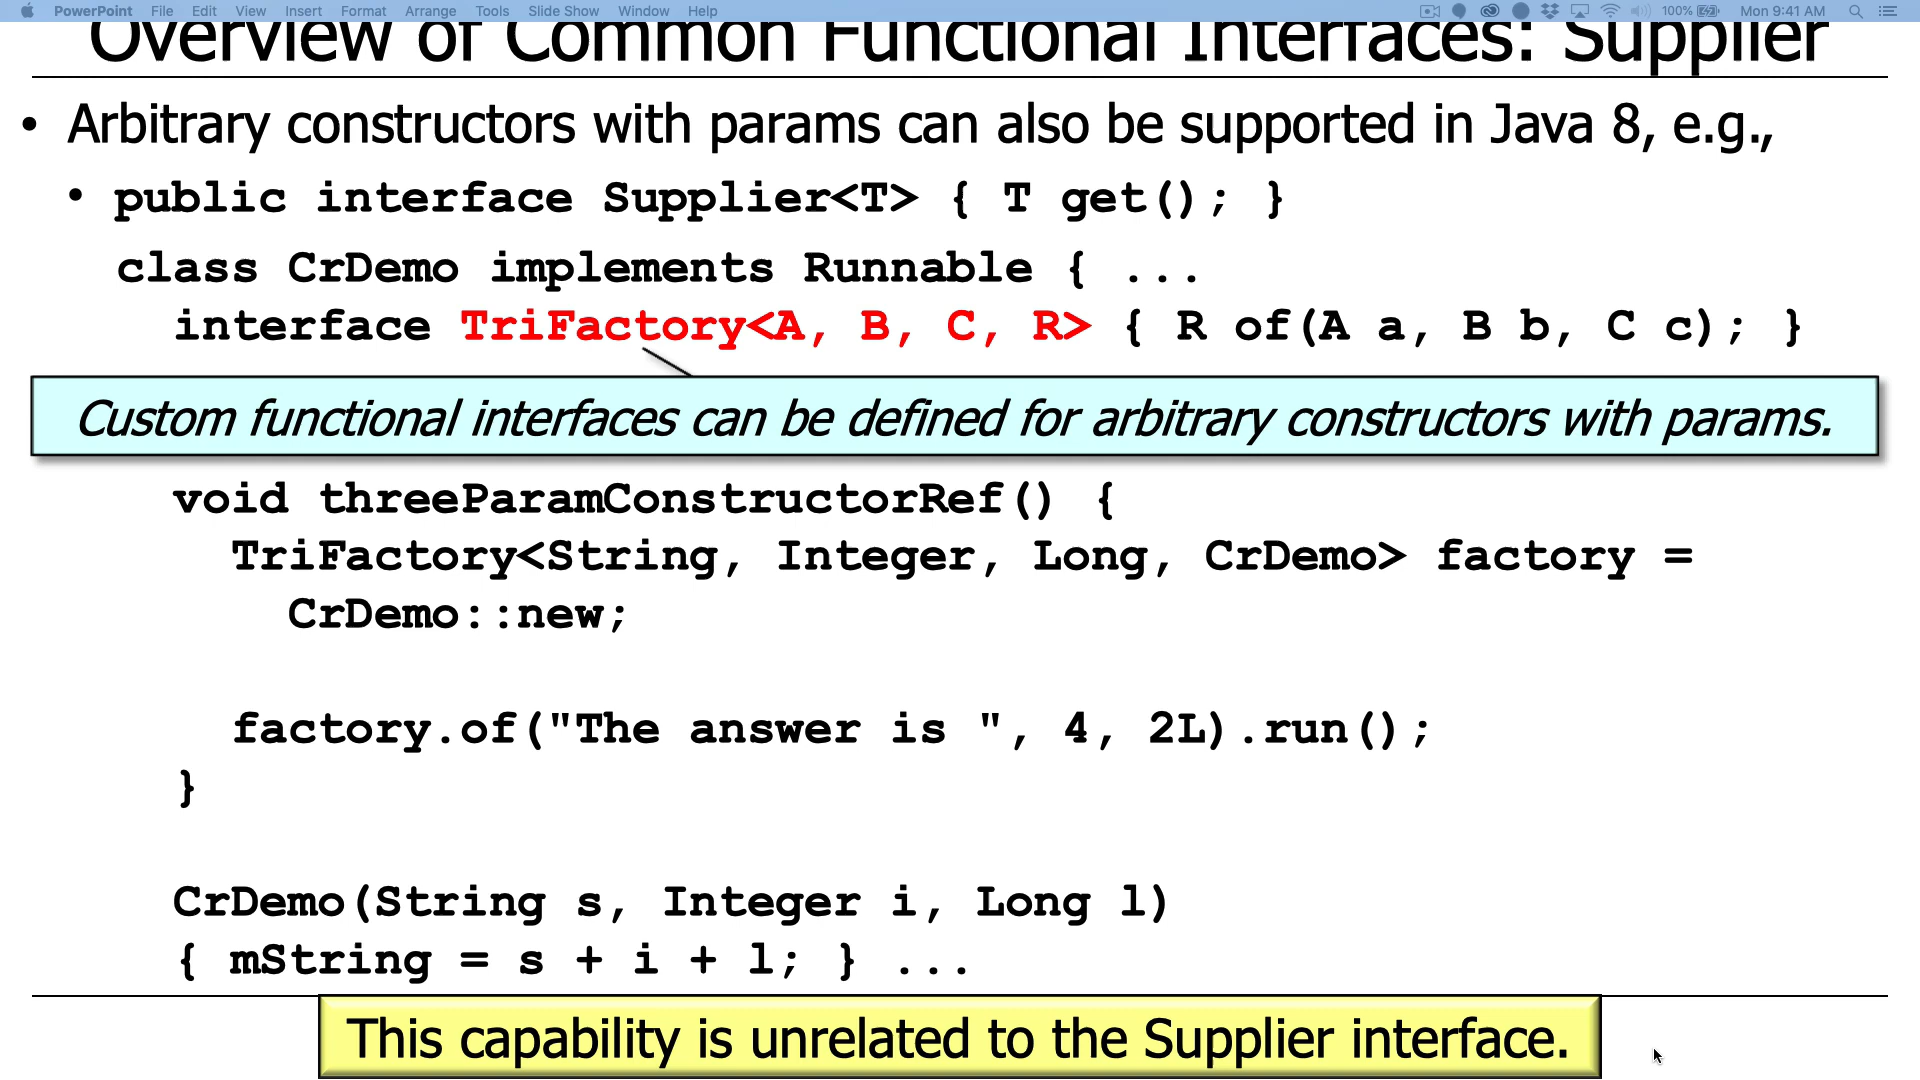 PowerPoint File Edit View Insert Format Arrange Tools Slide Show Window Help 100% Mon 9:41 AM
Overview of Common Functional Interfaces: Supplier
• Arbitrary constructors with params can also be supported in Java 8, e.g.,
• public interface Supplier<T> { T get(); }
class CrDemo implements Runnable { ...
interface TriFactory<A, B, C, R> { R of(A a, B b, C c); }
Custom functional interfaces can be defined for arbitrary constructors with params.
void threeParamConstructorRef() {
TriFactory<String, Integer, Long, CrDemo> factory =
CrDemo::new;
factory.of("The answer is ", 4, 2L).run();
}
CrDemo(String s, Integer i, Long l)
{ mString = s + i + l; } ...
This capability is unrelated to the Supplier interface.